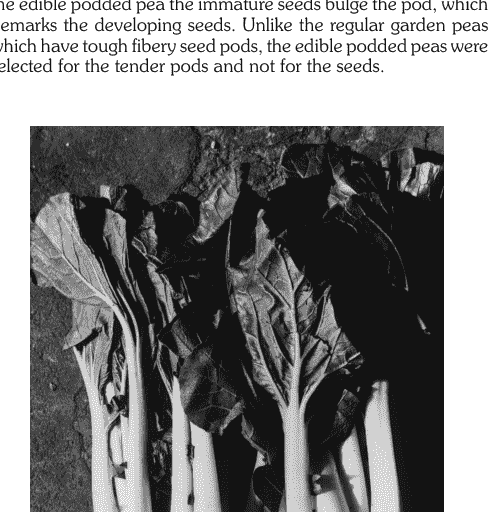 he edible podded pea the immature seeds bulge the pod, which
emarks the developing seeds. Unlike the regular garden peas
which have tough fibery seed pods, the edible podded peas were
elected for the tender pods and not for the seeds.